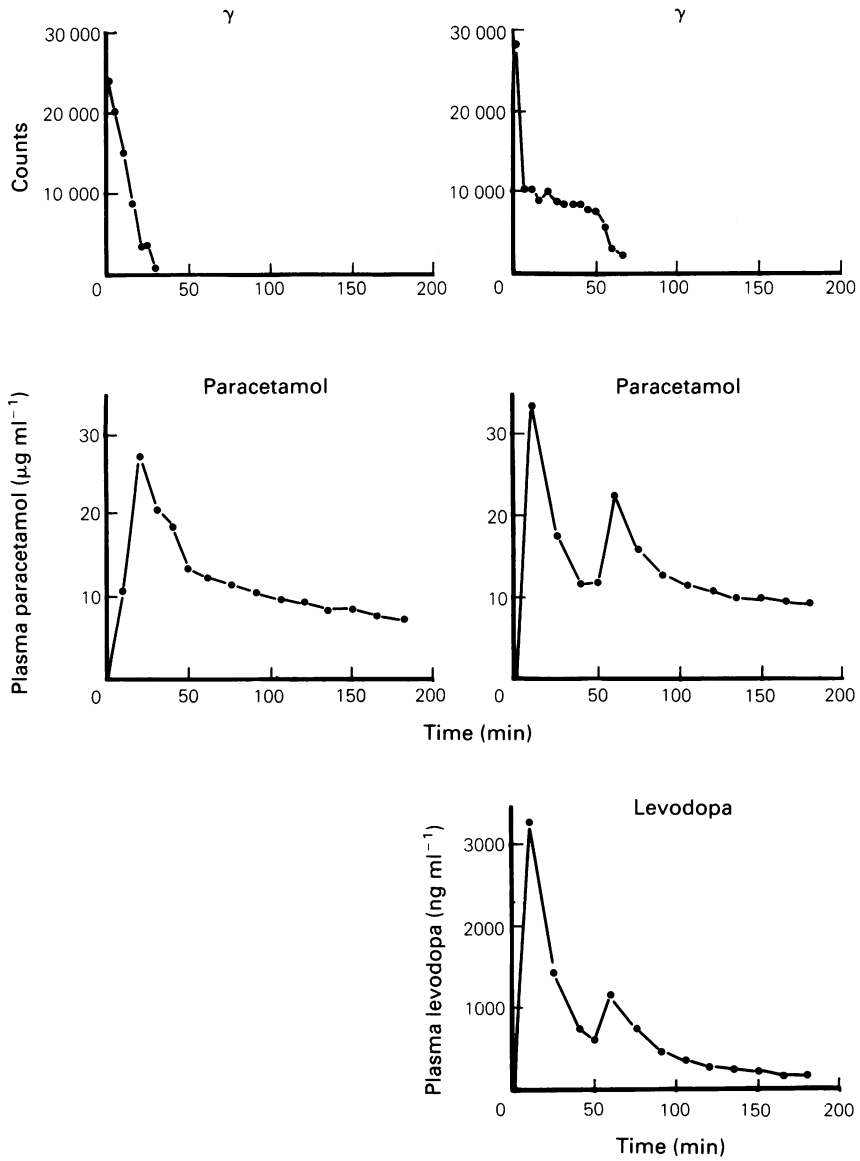 γ
γ
30 000
20 000
10 000
Counts
0 50 100 150 200
30 000
20 000
10 000
0 50 100 150 200
Paracetamol
30
20
10
Plasma paracetamol (μg ml⁻¹)
0 50 100 150 200
Paracetamol
30
20
10
0 50 100 150 200
Time (min)
Levodopa
3000
2000
1000
Plasma levodopa (ng ml⁻¹)
0 50 100 150 200
Time (min)